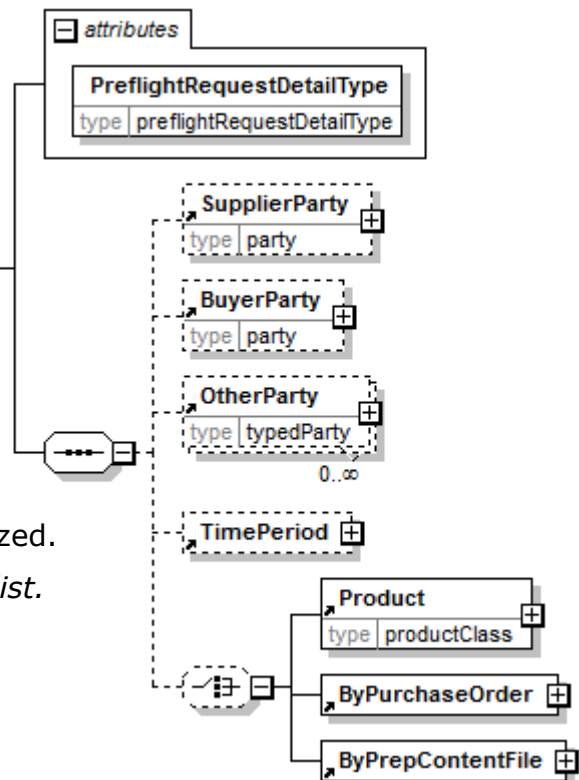 attributes
PreflightRequestDetailType
type preflightRequestDetailType
SupplierParty
type party
BuyerParty
type party
OtherParty
type typedParty
0..∞
zed.
TimePeriod
ist.
Product
type productClass
ByPurchaseOrder
ByPrepContentFile